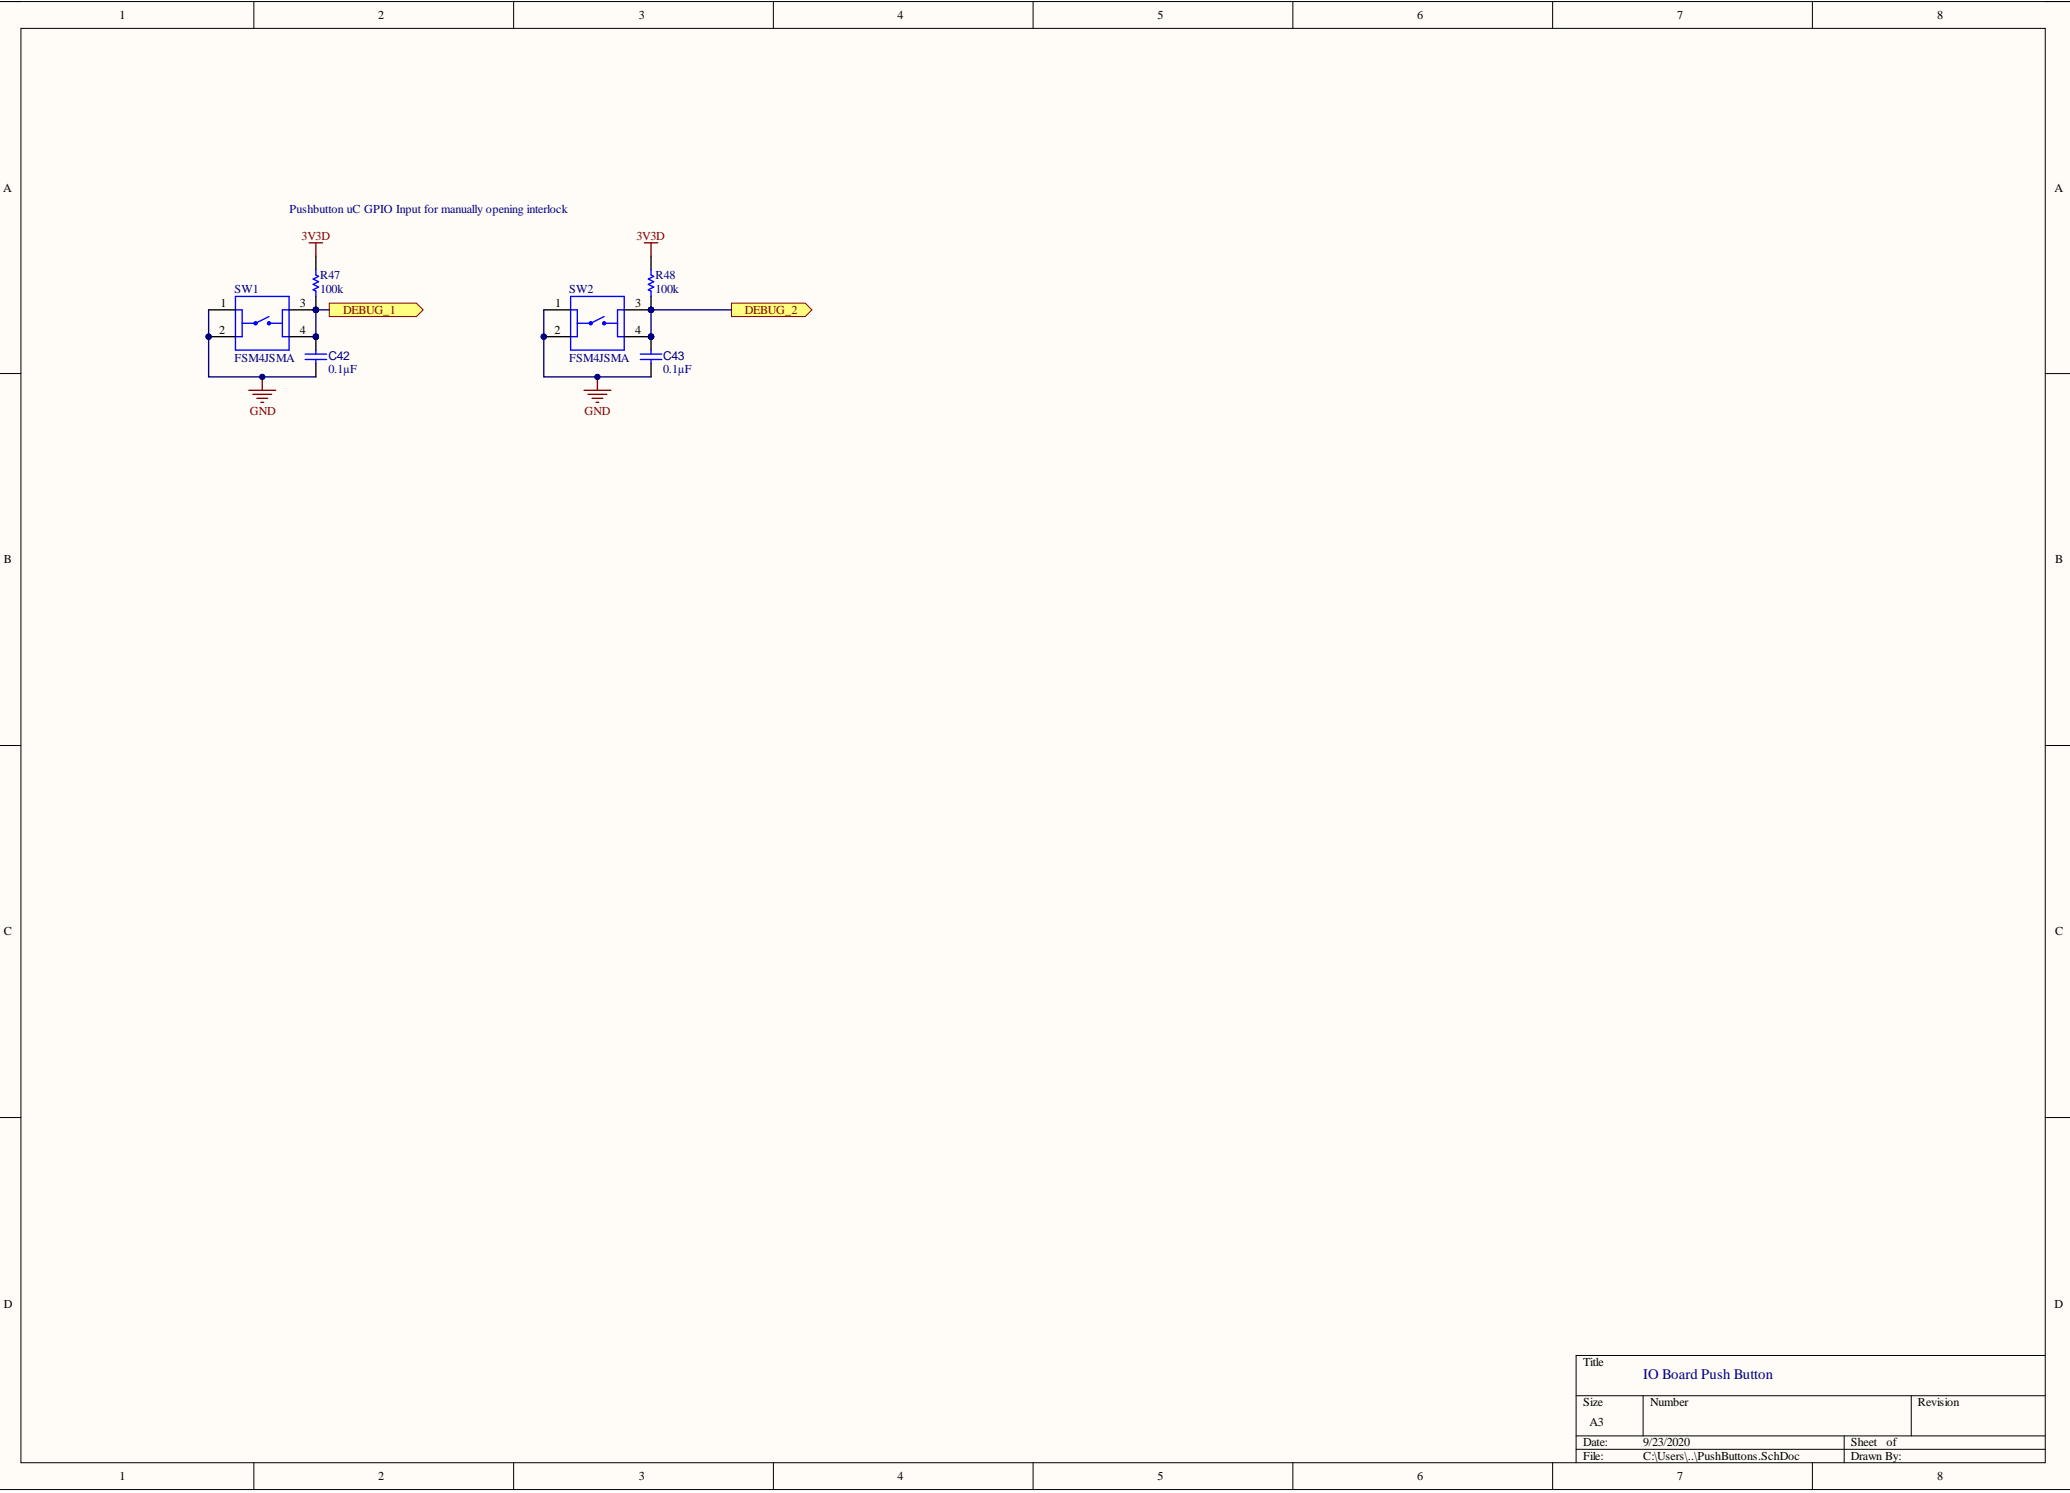 1 2 3 4 5 6 7 8
A A
Pushbutton uC GPIO Input for manually opening interlock
3V3D 3V3D
R47 R48
100k 100k
SW1 SW2
1 3 DEBUG_1 1 3 DEBUG_2
2 4 2 4
FSM4JSMA C42 FSM4JSMA C43
0.1µF 0.1µF
GND GND
B B
C C
D D
Title
IO Board Push Button
Size Number Revision
A3
Date: 9/23/2020 Sheet of
File: C:\Users\..\PushButtons.SchDoc Drawn By:
1 2 3 4 5 6 7 8